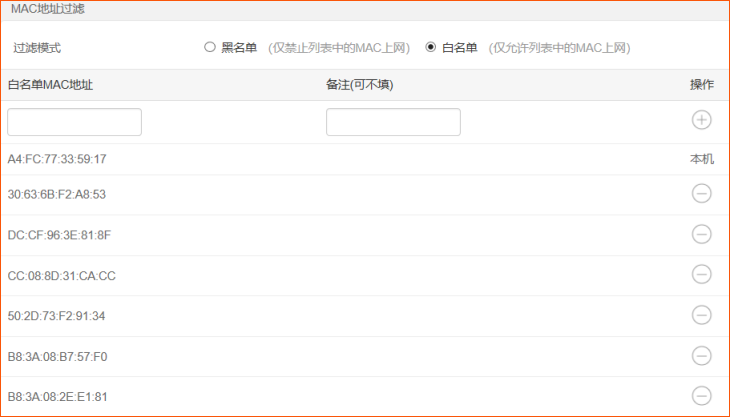 MAC地址过滤
过滤模式 黑名单 (仅禁止列表中的MAC上网) 白名单 (仅允许列表中的MAC上网)
白名单MAC地址 备注(可不填) 操作
A4:FC:77:33:59:17 本机
30:63:6B:F2:A8:53
DC:CF:96:3E:81:8F
CC:08:8D:31:CA:CC
50:2D:73:F2:91:34
B8:3A:08:B7:57:F0
B8:3A:08:2E:E1:81